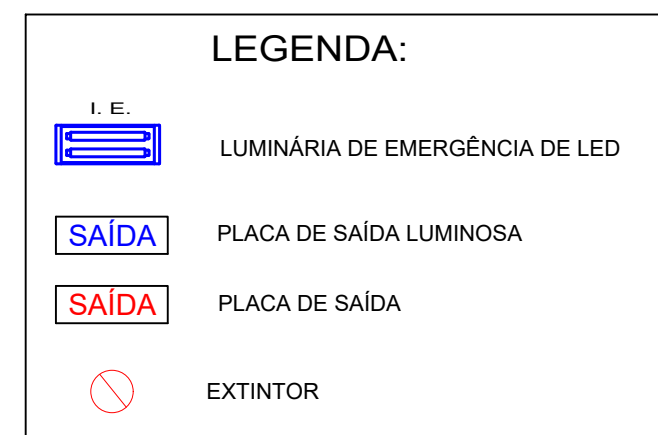 LEGENDA:
I. E.
LUMINÁRIA DE EMERGÊNCIA DE LED
SAÍDA PLACA DE SAÍDA LUMINOSA
SAÍDA PLACA DE SAÍDA
EXTINTOR